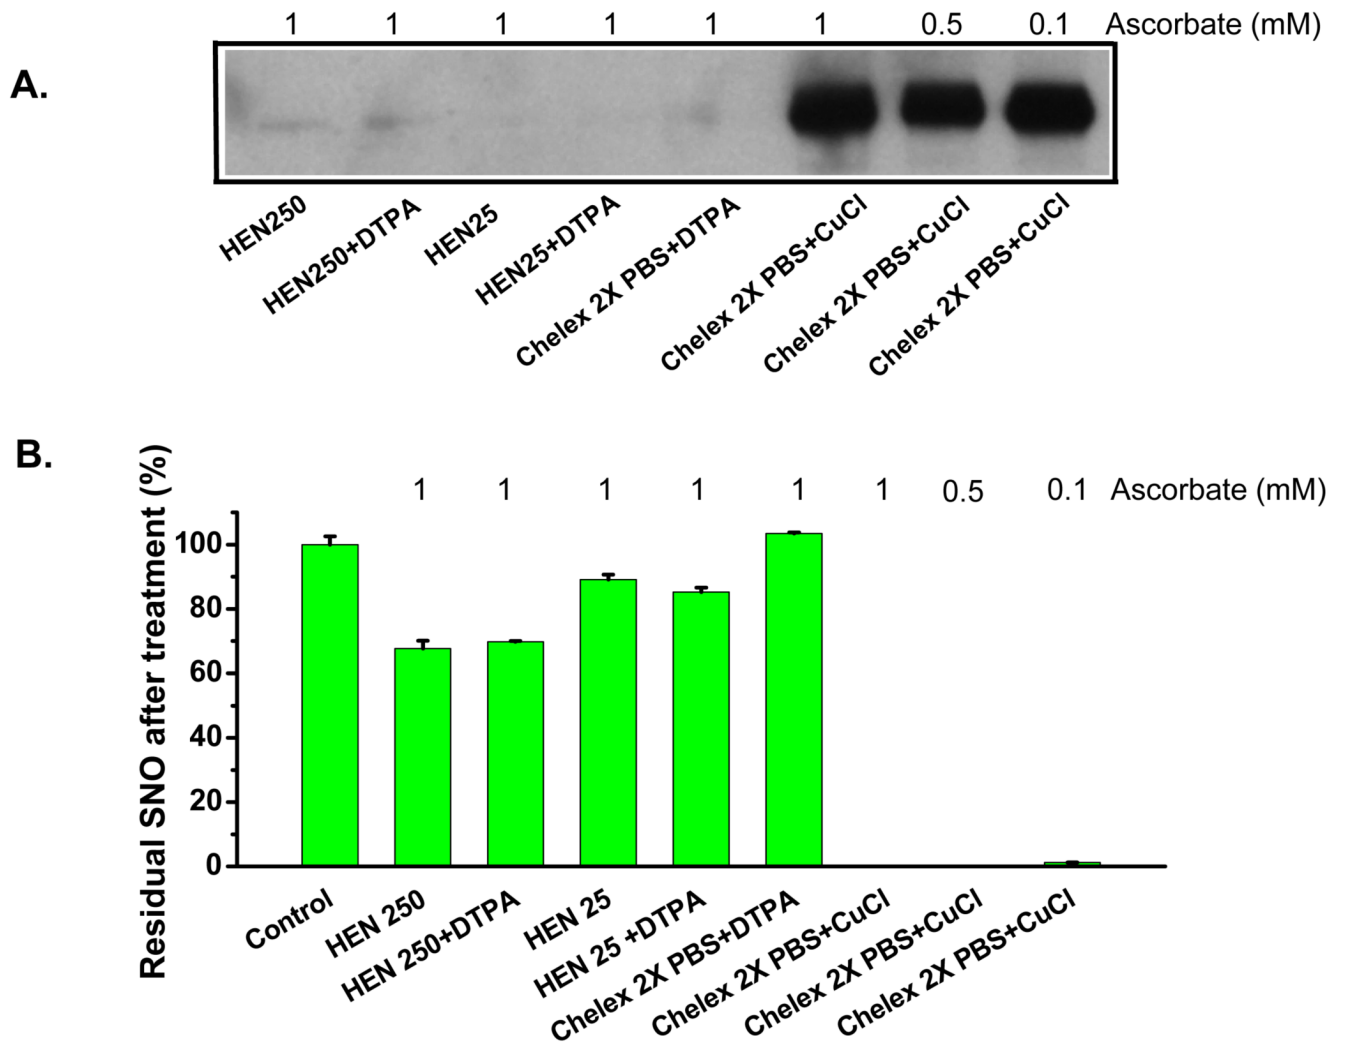 1 1 1 1 1 1 0.5 0.1 Ascorbate (mM)
A.
HEN250
HEN250+DTPA
HEN25
HEN25+DTPA
Chelex 2X PBS+DTPA
Chelex 2X PBS+CuCl
Chelex 2X PBS+CuCl
Chelex 2X PBS+CuCl
B.
Residual SNO after treatment (%)
1 1 1 1 1 1 0.5 0.1 Ascorbate (mM)
100
80
60
40
20
0
Control
HEN 250
HEN 250+DTPA
HEN 25
HEN 25 +DTPA
Chelex 2X PBS+DTPA
Chelex 2X PBS+CuCl
Chelex 2X PBS+CuCl
Chelex 2X PBS+CuCl